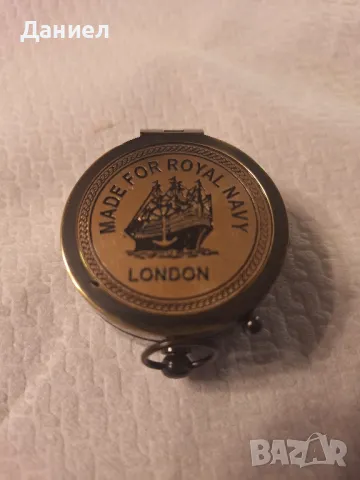 Даниел
MADE FOR ROYAL NAVY
LONDON
BAZAR